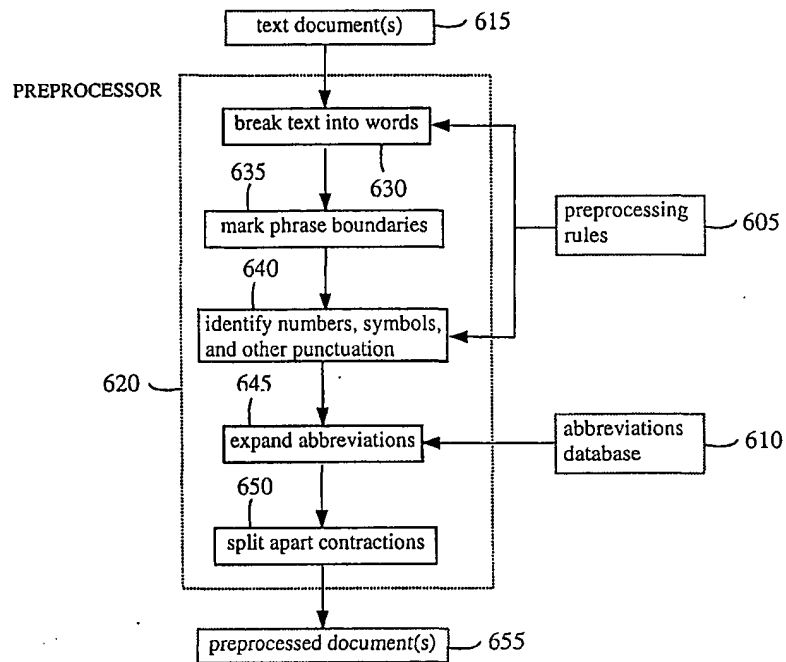 text document(s)
615
PREPROCESSOR
break text into words
630
635
mark phrase boundaries
preprocessing
rules
605
640
identify numbers, symbols,
and other punctuation
620
645
expand abbreviations
abbreviations
database
610
650
split apart contractions
preprocessed document(s)
655